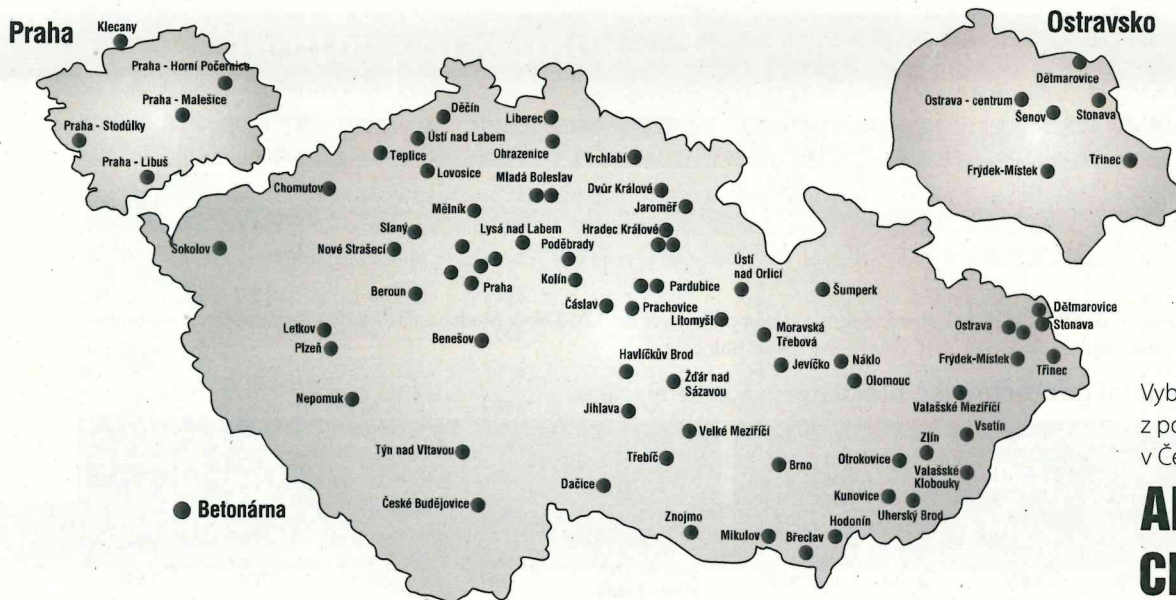 Praha
Klecany
Praha - Horní Počernice
Praha - Malešice
Praha - Stodůlky
Praha - Libuš
Ostravsko
Dětmarovice
Ostrava - centrum
Šenov
Stonava
Třinec
Frýdek-Místek
Děčín
Liberec
Ústí nad Labem
Ohrazenice
Teplice
Vrchlabí
Lovosice
Mladá Boleslav
Chomutov
Dvůr Králové
Mělník
Jaroměř
Slaný
Lysá nad Labem
Hradec Králové
Sokolov
Nové Strašecí
Poděbrady
Ústí
nad Orlicí
Kolín
Praha
Pardubice
Šumperk
Beroun
Čáslav
Prachovice
Litomyšl
Dětmarovice
Stonava
Ostrava
Letkov
Plzeň
Benešov
Moravská
Třebová
Havlíčkův Brod
Jevíčko
Náklo
Frýdek-Místek
Třinec
Žďár nad
Sázavou
Olomouc
Nepomuk
Jihlava
Valašské Meziříčí
Velké Meziříčí
Vsetín
Týn nad Vltavou
Zlín
Třebíč
Brno
Otrokovice
Valašské
Klobouky
Dačice
Kunovice
Uherský Brod
Betonárna
České Budějovice
Znojmo
Mikulov
Břeclav
Hodonín
Vyb
z po
v Če